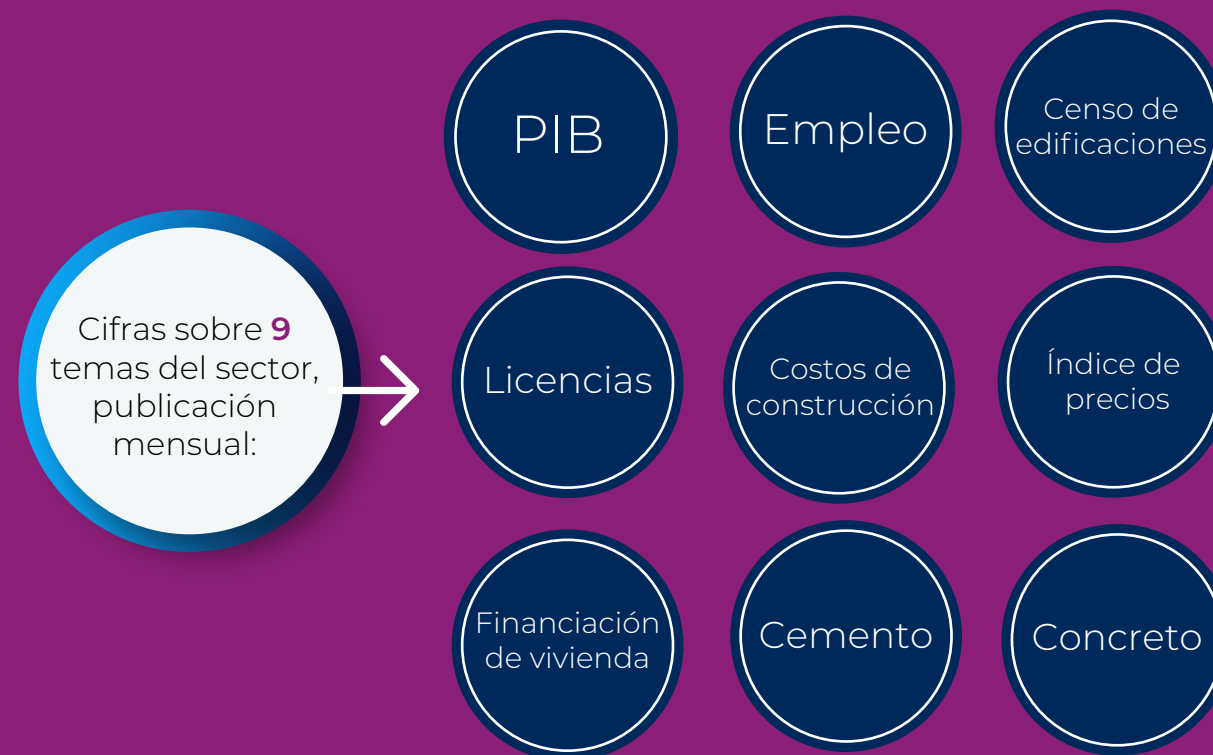 Cifras sobre 9
temas del sector,
publicación
mensual:
PIB
Empleo
Censo de
edificaciones
Licencias
Costos de
construcción
Índice de
precios
Financiación
de vivienda
Cemento
Concreto